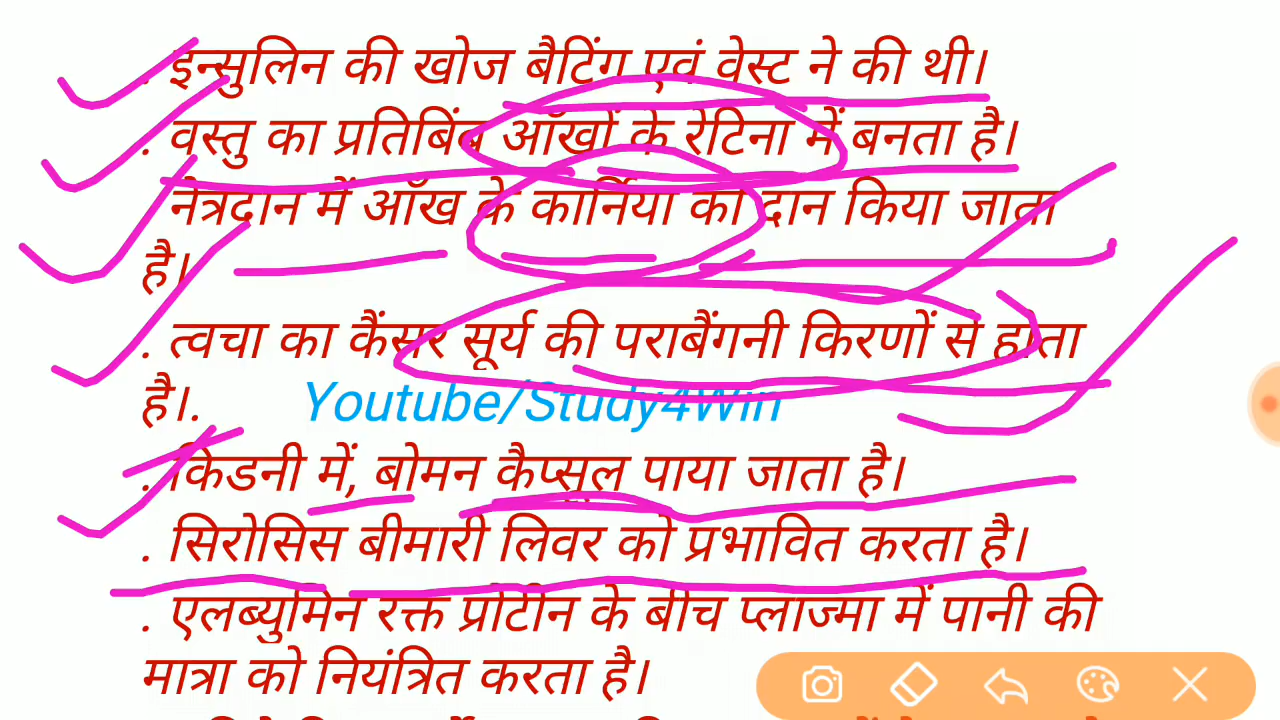 . इन्सुलिन की खोज बैटिंग एवं वेस्ट ने की थी।
. वस्तु का प्रतिबिंब आँखों के रेटिना में बनता है।
नेत्रदान में आँख के कार्निया का दान किया जाता
है।
. त्वचा का कैंसर सूर्य की पराबैंगनी किरणों से होता
है।.
Youtube/Study4Win
. किडनी में, बोमन कैप्सूल पाया जाता है।
. सिरोसिस बीमारी लिवर को प्रभावित करता है।
. एलब्युमिन रक्त प्रोटीन के बीच प्लाज्मा में पानी की
मात्रा को नियंत्रित करता है।